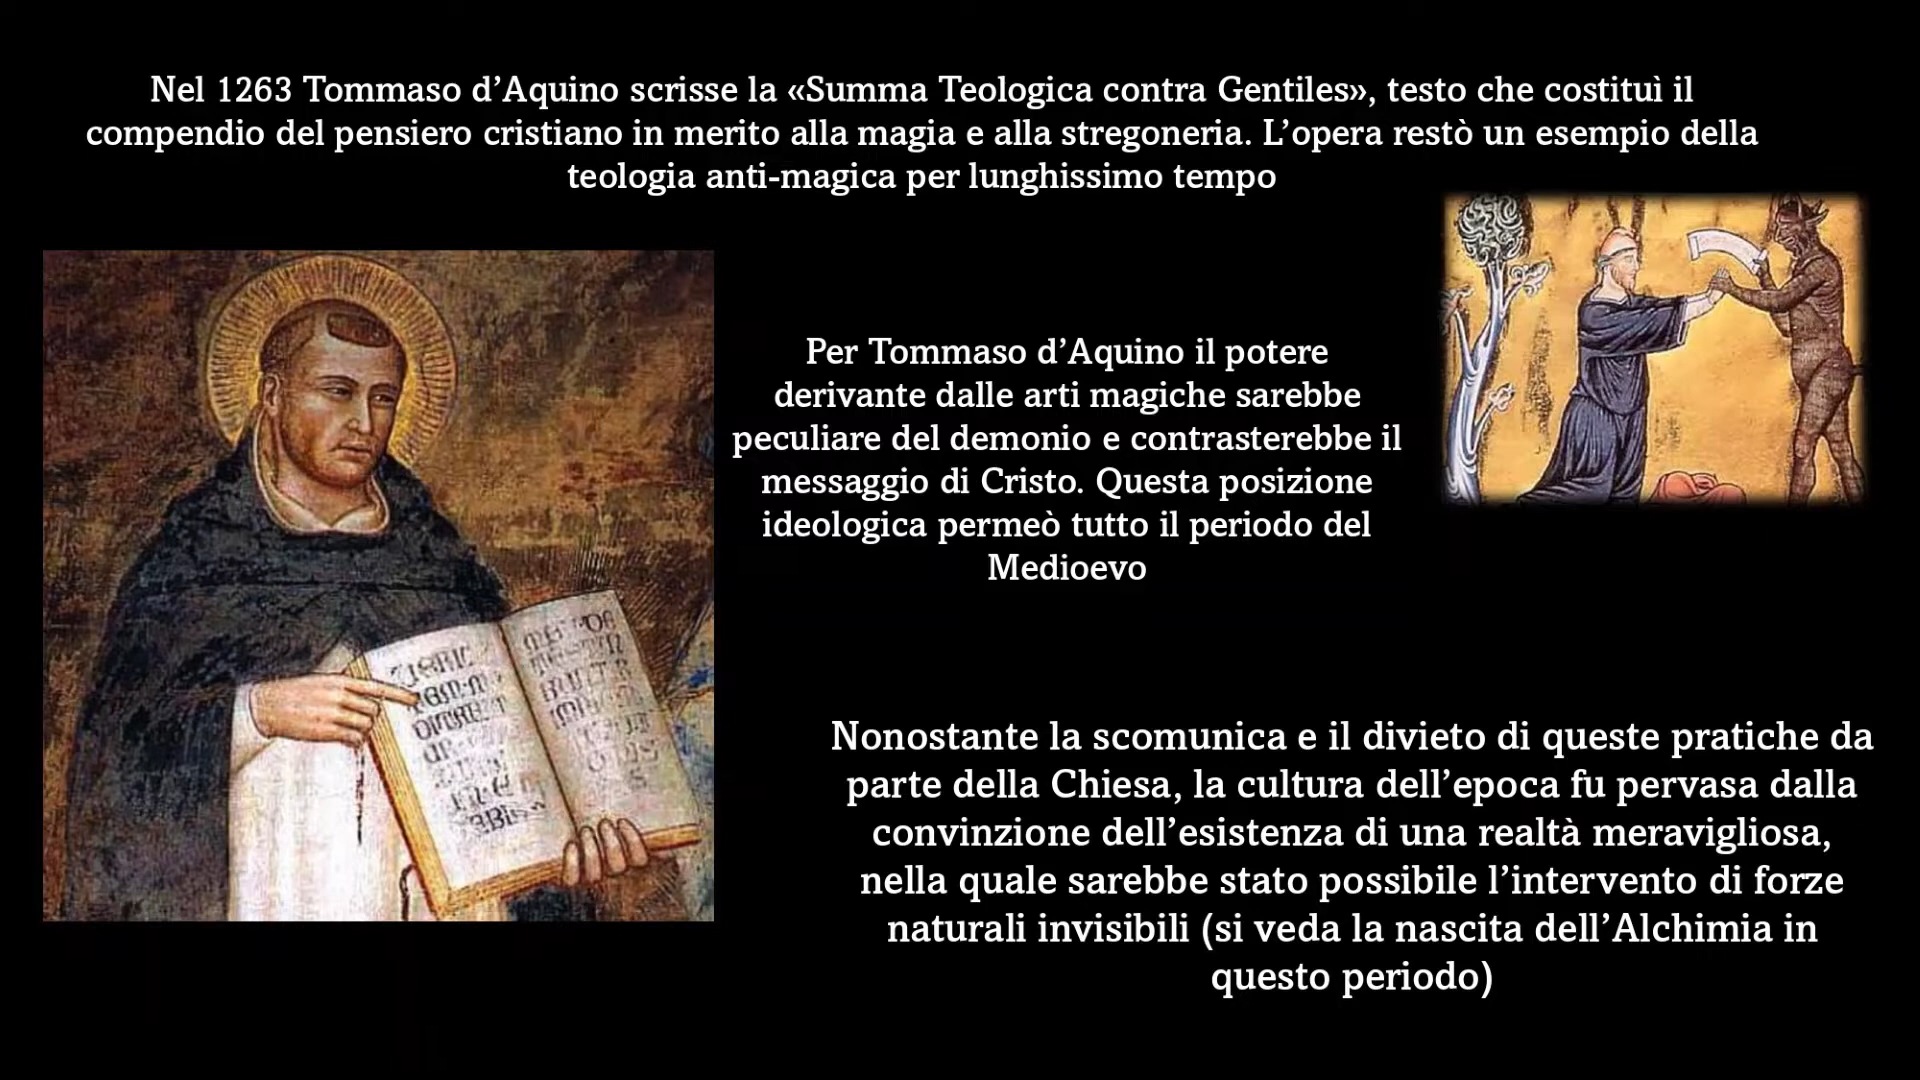 Nel 1263 Tommaso d’Aquino scrisse la «Summa Teologica contra Gentiles», testo che costituì il
compendio del pensiero cristiano in merito alla magia e alla stregoneria. L’opera restò un esempio della
teologia anti-magica per lunghissimo tempo
Per Tommaso d’Aquino il potere
derivante dalle arti magiche sarebbe
peculiare del demonio e contrasterebbe il
messaggio di Cristo. Questa posizione
ideologica permeò tutto il periodo del
Medioevo
Nonostante la scomunica e il divieto di queste pratiche da
parte della Chiesa, la cultura dell’epoca fu pervasa dalla
convinzione dell’esistenza di una realtà meravigliosa,
nella quale sarebbe stato possibile l’intervento di forze
naturali invisibili (si veda la nascita dell’Alchimia in
questo periodo)